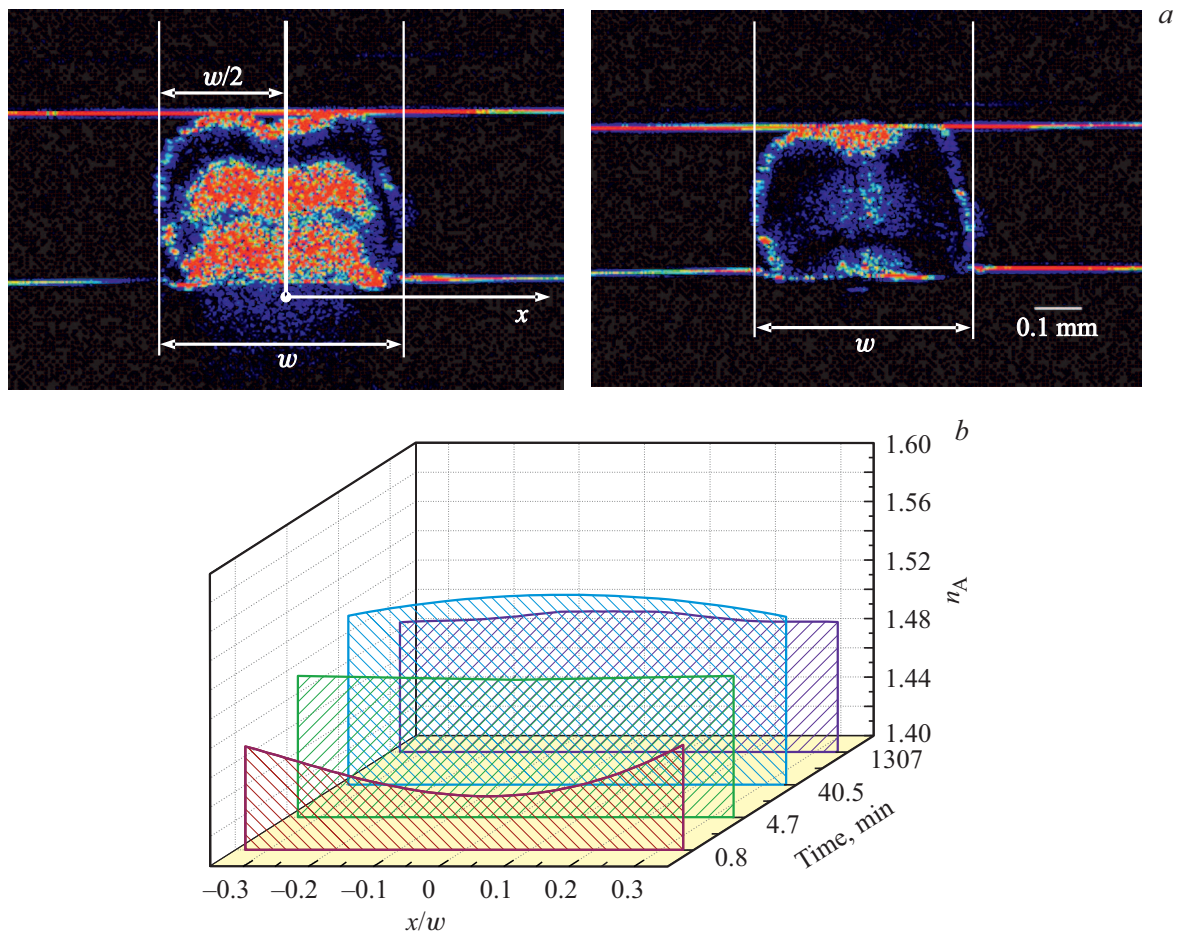 a
w/2
x
w
w
0.1 mm
b
1.60
1.56
1.52
1.48
1.44
1.40
n_A
1307
40.5
4.7
0.8
Time, min
–0.3 –0.2 –0.1 0 0.1 0.2 0.3
x/w